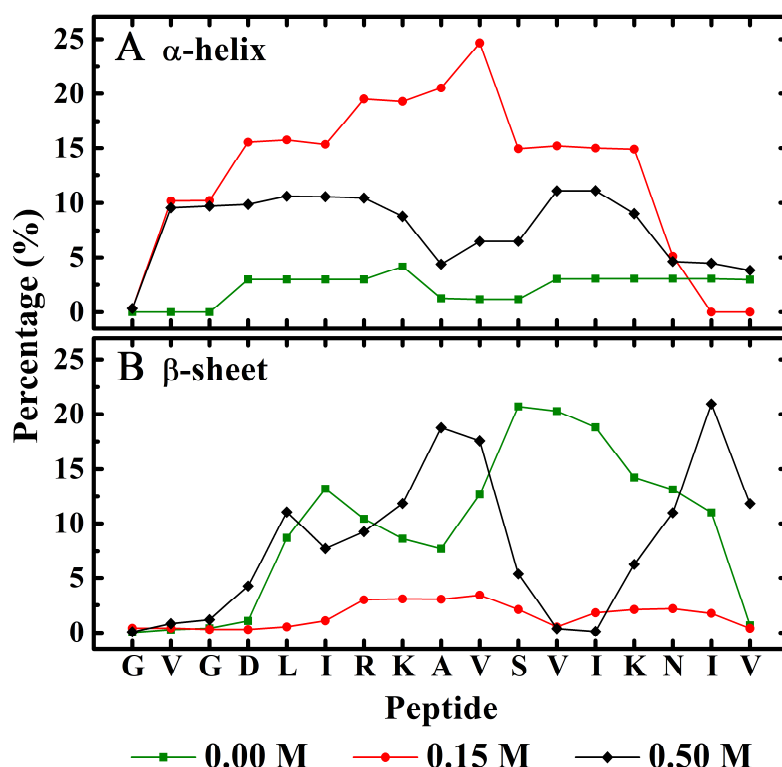 A α-helix
25
20
15
10
5
0
B β-sheet
25
20
15
10
5
0
Percentage (%)
G V G D L I R K A V S V I K N I V
Peptide
0.00 M 0.15 M 0.50 M